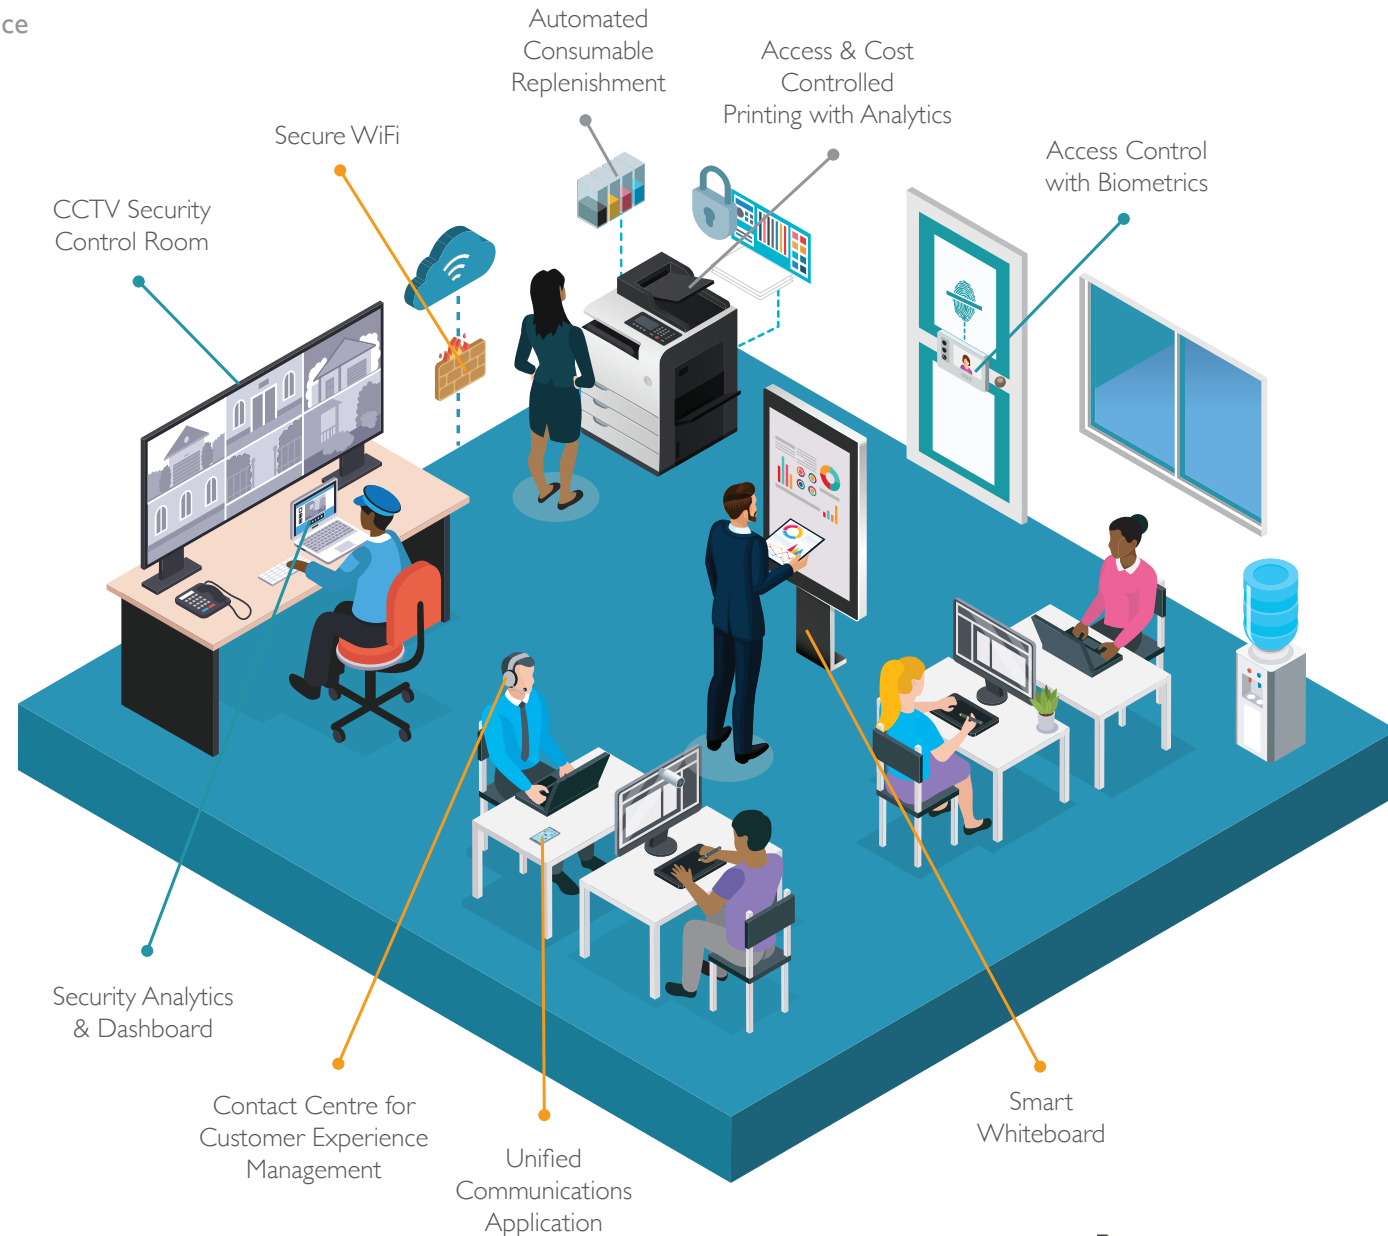 ce
Automated
Consumable
Replenishment
Access & Cost
Controlled
Printing with Analytics
Secure WiFi
Access Control
with Biometrics
CCTV Security
Control Room
Security Analytics
& Dashboard
Contact Centre for
Customer Experience
Management
Unified
Communications
Application
Smart
Whiteboard